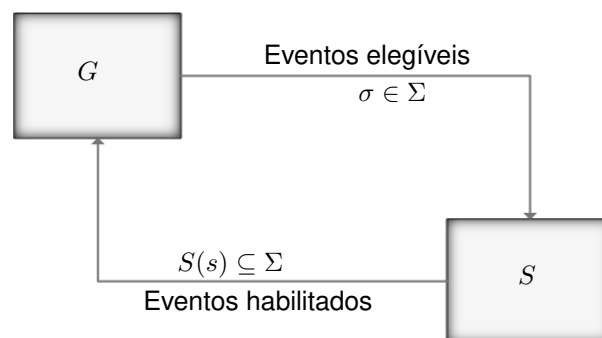 G
Eventos elegíveis
σ ∈ Σ
S(s) ⊆ Σ
S
Eventos habilitados